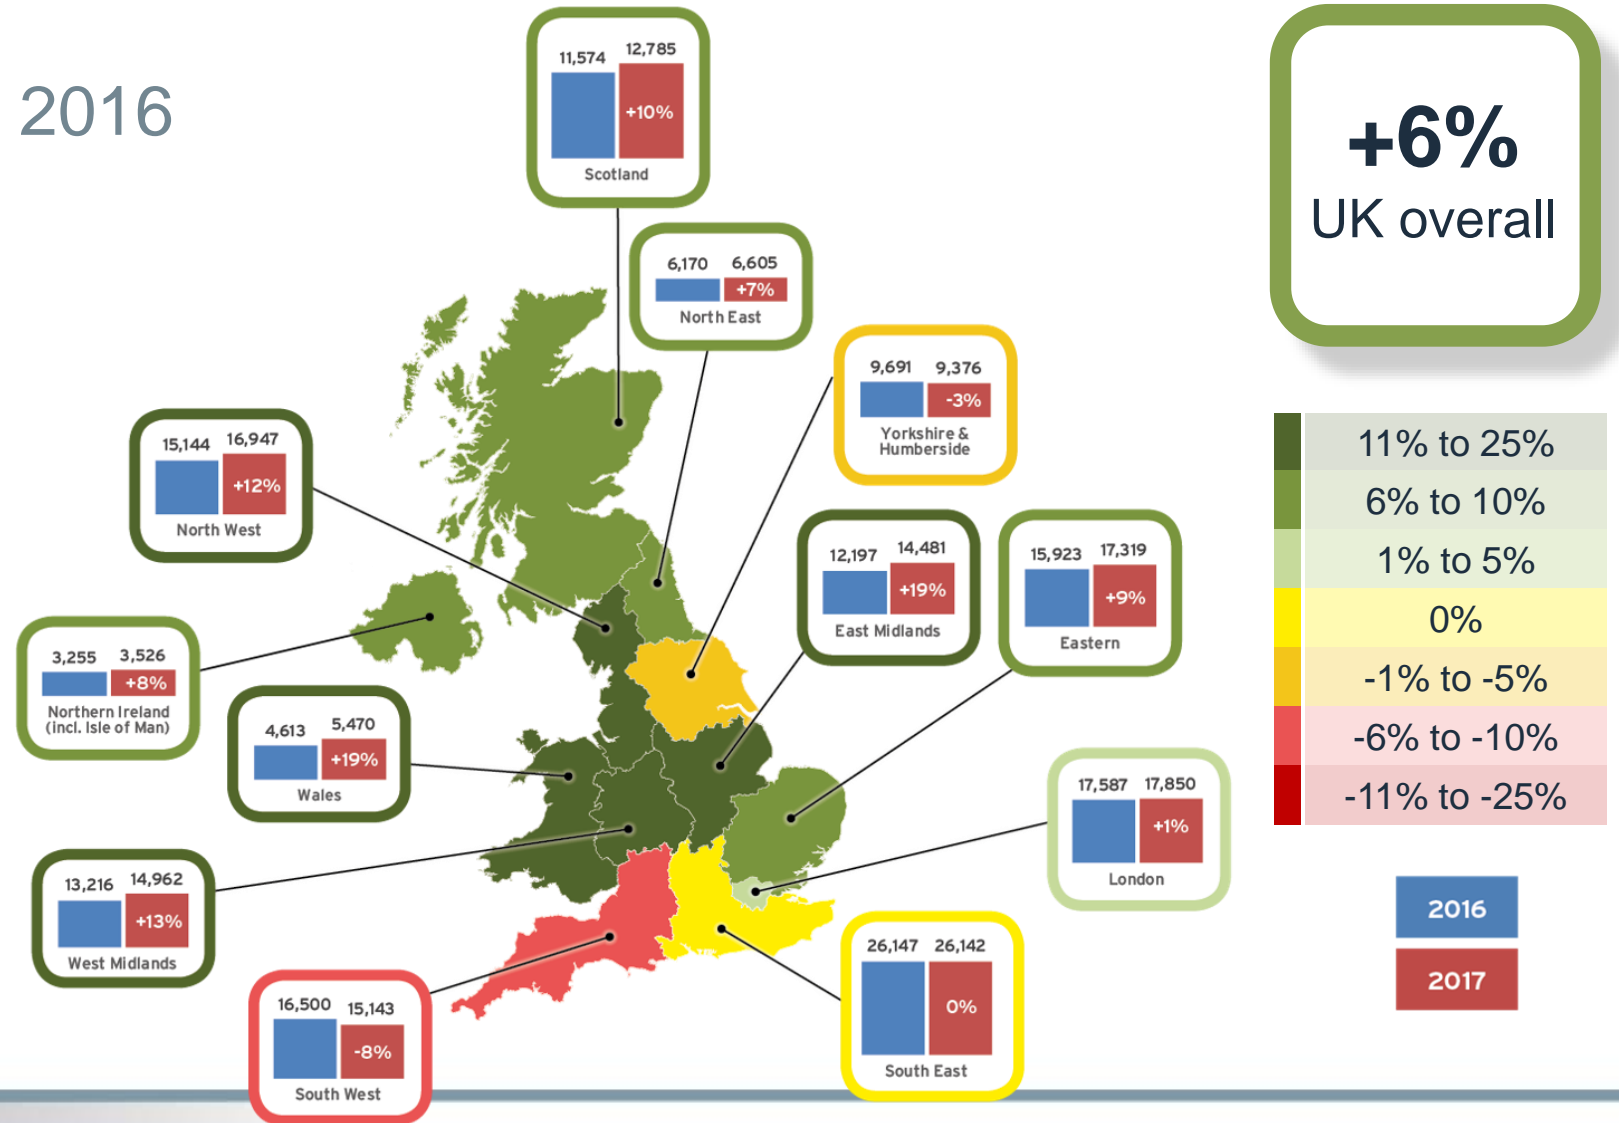 2016
11,574 12,785
+10%
Scotland
+6%
UK overall
6,170 6,605
+7%
North East
9,691 9,376
-3%
Yorkshire &
Humberside
15,144 16,947
+12%
North West
12,197 14,481
+19%
East Midlands
15,923 17,319
+9%
Eastern
3,255 3,526
+8%
Northern Ireland
(incl. Isle of Man)
4,613 5,470
+19%
Wales
17,587 17,850
+1%
London
13,216 14,962
+13%
West Midlands
16,500 15,143
-8%
South West
26,147 26,142
0%
South East
11% to 25%
6% to 10%
1% to 5%
0%
-1% to -5%
-6% to -10%
-11% to -25%
2016
2017